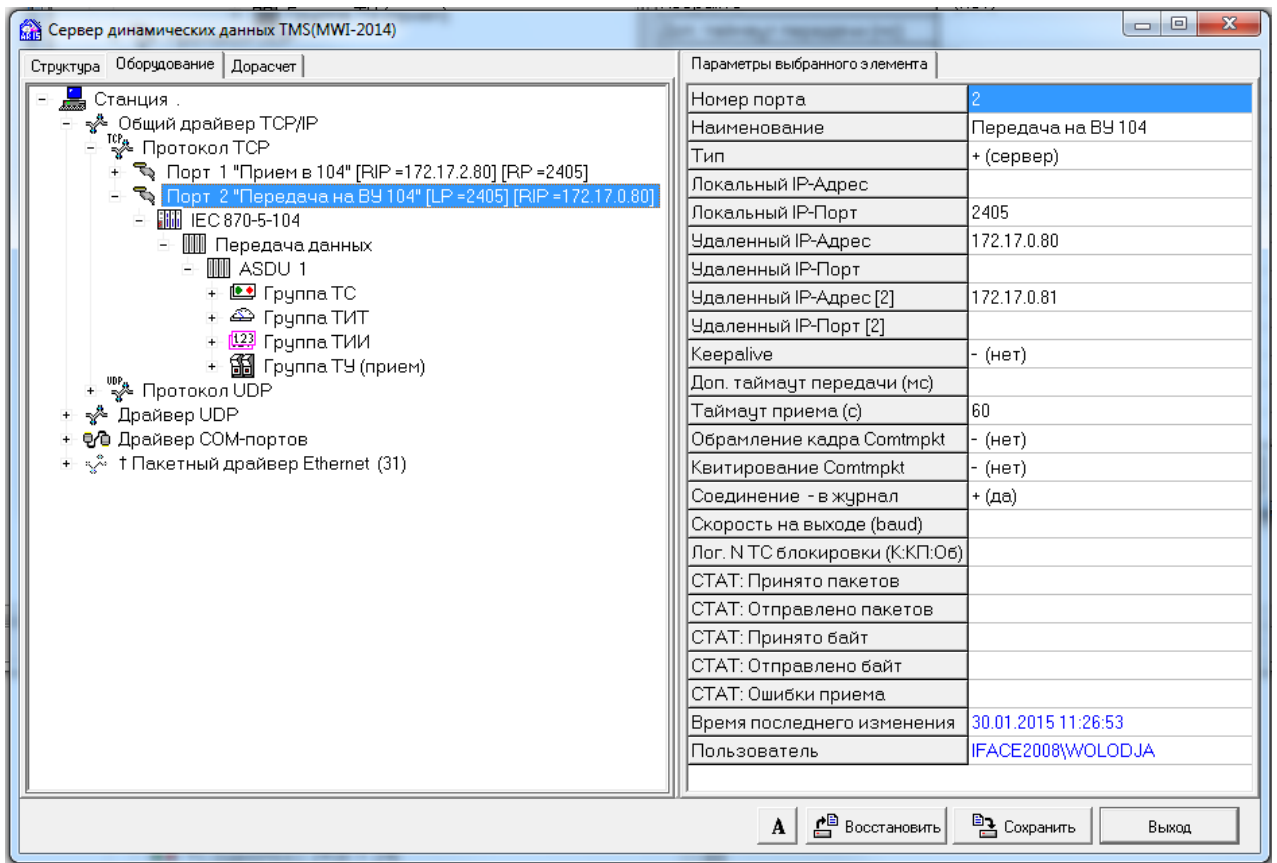 Сервер динамических данных TMS(MWI-2014)
Структура Оборудование Дорасчет
Станция .
Общий драйвер TCP/IP
TCP
Протокол TCP
Порт 1 "Прием в 104" [RIP =172.17.2.80] [RP =2405]
Порт 2 "Передача на ВУ 104" [LP =2405] [RIP =172.17.0.80]
IEC 870-5-104
Передача данных
ASDU 1
Группа ТС
Группа ТИТ
123 Группа ТИИ
Группа ТУ (прием)
UDP
Протокол UDP
Драйвер UDP
Драйвер COM-портов
† Пакетный драйвер Ethernet (31)
Параметры выбранного элемента
Номер порта 2
Наименование Передача на ВУ 104
Тип + (сервер)
Локальный IP-Адрес
Локальный IP-Порт 2405
Удаленный IP-Адрес 172.17.0.80
Удаленный IP-Порт
Удаленный IP-Адрес [2] 172.17.0.81
Удаленный IP-Порт [2]
Keepalive - (нет)
Доп. таймаут передачи (мс)
Таймаут приема (с) 60
Обрамление кадра Comtmpkt - (нет)
Квитирование Comtmpkt - (нет)
Соединение - в журнал + (да)
Скорость на выходе (baud)
Лог. N ТС блокировки (К:КП:Об)
СТАТ: Принято пакетов
СТАТ: Отправлено пакетов
СТАТ: Принято байт
СТАТ: Отправлено байт
СТАТ: Ошибки приема
Время последнего изменения 30.01.2015 11:26:53
Пользователь IFACE2008\WOLODJA
A Восстановить Сохранить Выход